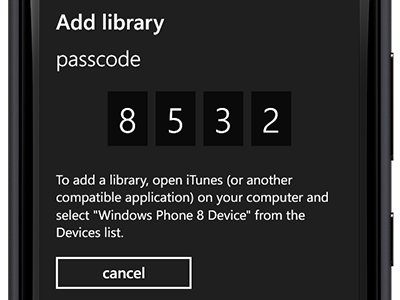 Add library
passcode
8 5 3 2
To add a library, open iTunes (or another
compatible application) on your computer and
select "Windows Phone 8 Device" from the
Devices list.
cancel